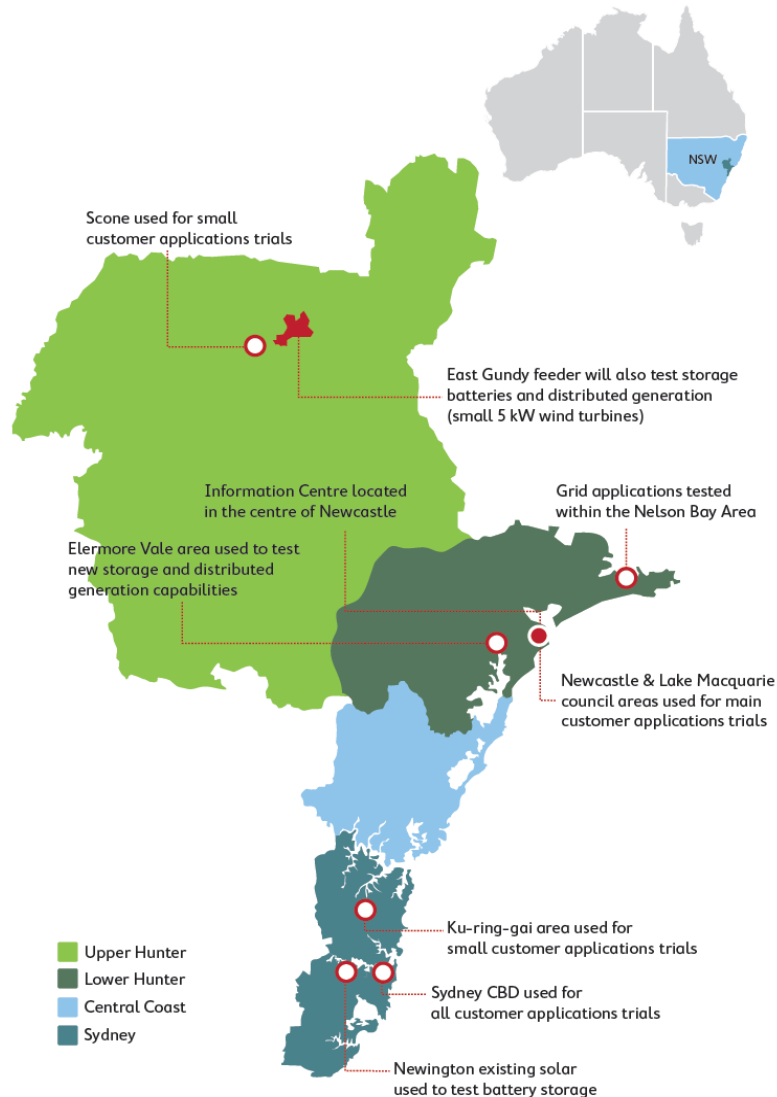 NSW
Scone used for small
customer applications trials
East Gundy feeder will also test storage
batteries and distributed generation
(small 5 kW wind turbines)
Information Centre located
in the centre of Newcastle
Grid applications tested
within the Nelson Bay Area
Elermore Vale area used to test
new storage and distributed
generation capabilities
Newcastle & Lake Macquarie
council areas used for main
customer applications trials
Ku-ring-gai area used for
small customer applications trials
Upper Hunter
Lower Hunter
Central Coast
Sydney
Sydney CBD used for
all customer applications trials
Newington existing solar
used to test battery storage